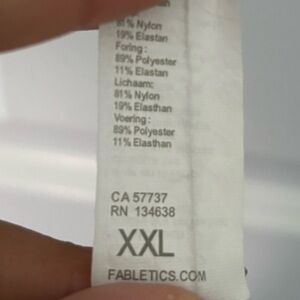 81% Nylon
19% Elastan
Foring:
89% Polyester
11% Elastan
Lichaam:
81% Nylon
19% Elasthan
Voering:
89% Polyester
11% Elasthan
CA 57737
RN 134638
XXL
FABLETICS.COM